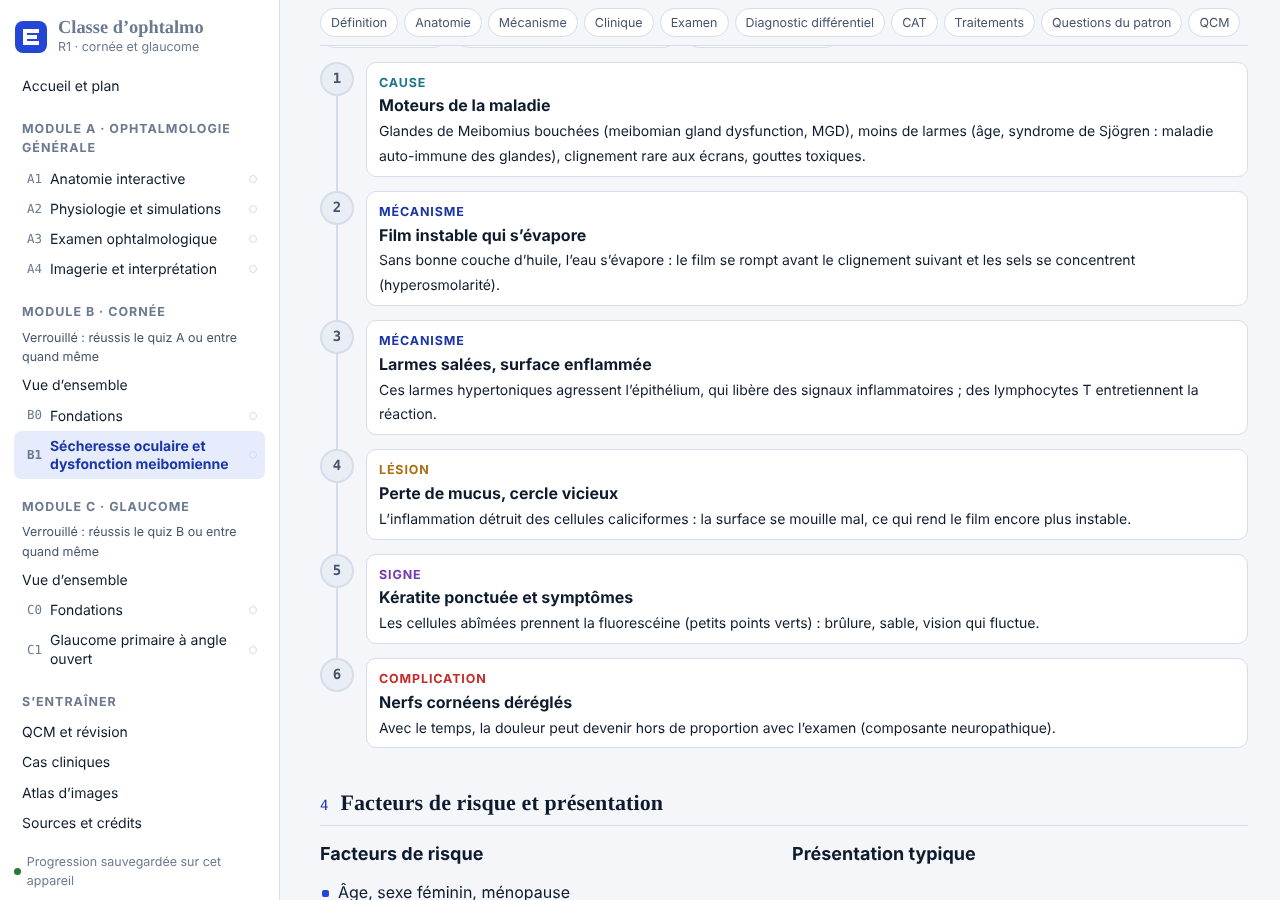 Classe d’ophtalmo
R1 · cornée et glaucome
Accueil et plan
MODULE A · OPHTALMOLOGIE
GÉNÉRALE
A1 Anatomie interactive
A2 Physiologie et simulations
A3 Examen ophtalmologique
A4 Imagerie et interprétation
MODULE B · CORNÉE
Verrouillé : réussis le quiz A ou entre
quand même
Vue d’ensemble
B0 Fondations
B1 Sécheresse oculaire et
dysfonction meibomienne
MODULE C · GLAUCOME
Verrouillé : réussis le quiz B ou entre
quand même
Vue d’ensemble
C0 Fondations
C1 Glaucome primaire à angle
ouvert
S’ENTRAÎNER
QCM et révision
Cas cliniques
Atlas d’images
Sources et crédits
Progression sauvegardée sur cet
appareil
Définition Anatomie Mécanisme Clinique Examen Diagnostic différentiel CAT Traitements Questions du patron QCM
1 CAUSE
Moteurs de la maladie
Glandes de Meibomius bouchées (meibomian gland dysfunction, MGD), moins de larmes (âge, syndrome de Sjögren : maladie
auto-immune des glandes), clignement rare aux écrans, gouttes toxiques.
2 MÉCANISME
Film instable qui s’évapore
Sans bonne couche d’huile, l’eau s’évapore : le film se rompt avant le clignement suivant et les sels se concentrent
(hyperosmolarité).
3 MÉCANISME
Larmes salées, surface enflammée
Ces larmes hypertoniques agressent l’épithélium, qui libère des signaux inflammatoires ; des lymphocytes T entretiennent la
réaction.
4 LÉSION
Perte de mucus, cercle vicieux
L’inflammation détruit des cellules caliciformes : la surface se mouille mal, ce qui rend le film encore plus instable.
5 SIGNE
Kératite ponctuée et symptômes
Les cellules abîmées prennent la fluorescéine (petits points verts) : brûlure, sable, vision qui fluctue.
6 COMPLICATION
Nerfs cornéens déréglés
Avec le temps, la douleur peut devenir hors de proportion avec l’examen (composante neuropathique).
4 Facteurs de risque et présentation
Facteurs de risque
Âge, sexe féminin, ménopause
Présentation typique